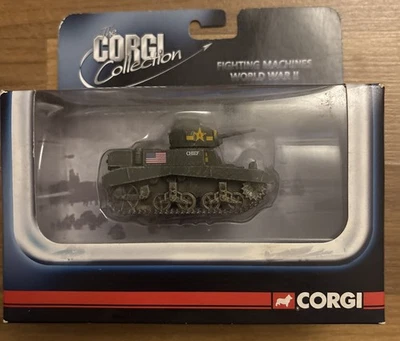 The
CORGI
Collection
FIGHTING MACHINES
WORLD WAR II
CHIEF
CORGI